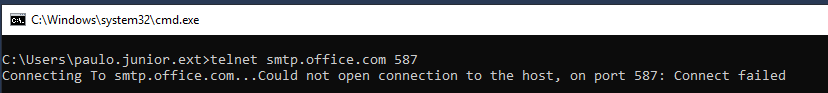 C:\Windows\system32\cmd.exe
C:\Users\paulo.junior.ext>telnet smtp.office.com 587
Connecting To smtp.office.com...Could not open connection to the host, on port 587: Connect failed